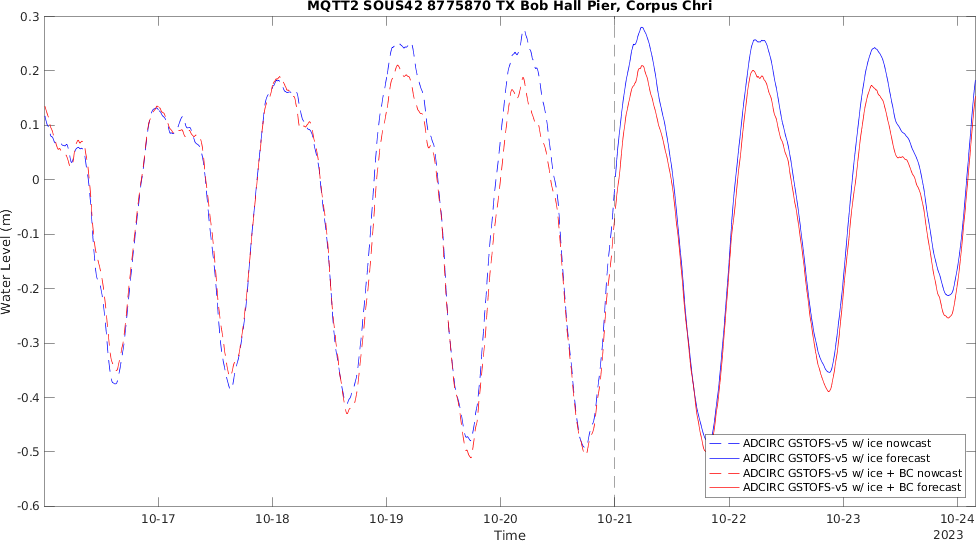 MQTT2 SOUS42 8775870 TX Bob Hall Pier, Corpus Chri
0.3
0.2
0.1
0
-0.1
-0.2
-0.3
-0.4
-0.5
-0.6
Water Level (m)
10-17
10-18
10-19
10-20
10-21
10-22
10-23
10-24
Time
2023
ADCIRC GSTOFS-v5 w/ ice nowcast
ADCIRC GSTOFS-v5 w/ ice forecast
ADCIRC GSTOFS-v5 w/ ice + BC nowcast
ADCIRC GSTOFS-v5 w/ ice + BC forecast